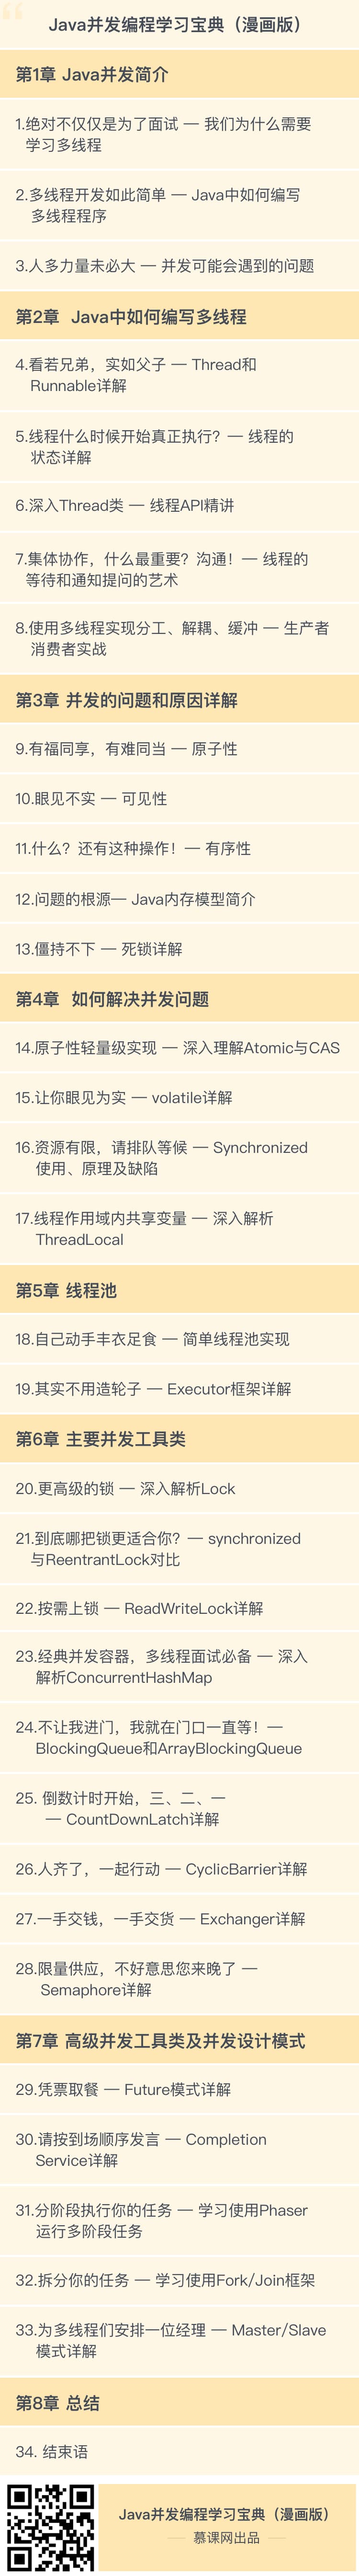 Java并发编程学习宝典（漫画版）
第1章 Java并发简介
1.绝对不仅仅是为了面试 — 我们为什么需要
学习多线程
2.多线程开发如此简单 — Java中如何编写
多线程程序
3.人多力量未必大 — 并发可能会遇到的问题
第2章 Java中如何编写多线程
4.看若兄弟，实如父子 — Thread和
Runnable详解
5.线程什么时候开始真正执行？ — 线程的
状态详解
6.深入Thread类 — 线程API精讲
7.集体协作，什么最重要？沟通！— 线程的
等待和通知提问的艺术
8.使用多线程实现分工、解耦、缓冲 — 生产者
消费者实战
第3章 并发的问题和原因详解
9.有福同享，有难同当 — 原子性
10.眼见不实 — 可见性
11.什么？还有这种操作！— 有序性
12.问题的根源— Java内存模型简介
13.僵持不下 — 死锁详解
第4章 如何解决并发问题
14.原子性轻量级实现 — 深入理解Atomic与CAS
15.让你眼见为实 — volatile详解
16.资源有限，请排队等候 — Synchronized
使用、原理及缺陷
17.线程作用域内共享变量 — 深入解析
ThreadLocal
第5章 线程池
18.自己动手丰衣足食 — 简单线程池实现
19.其实不用造轮子 — Executor框架详解
第6章 主要并发工具类
20.更高级的锁 — 深入解析Lock
21.到底哪把锁更适合你？ — synchronized
与ReentrantLock对比
22.按需上锁 — ReadWriteLock详解
23.经典并发容器，多线程面试必备 — 深入
解析ConcurrentHashMap
24.不让我进门，我就在门口一直等！—
BlockingQueue和ArrayBlockingQueue
25. 倒数计时开始，三、二、一
— CountDownLatch详解
26.人齐了，一起行动 — CyclicBarrier详解
27.一手交钱，一手交货 — Exchanger详解
28.限量供应，不好意思您来晚了 —
Semaphore详解
第7章 高级并发工具类及并发设计模式
29.凭票取餐 — Future模式详解
30.请按到场顺序发言 — Completion
Service详解
31.分阶段执行你的任务 — 学习使用Phaser
运行多阶段任务
32.拆分你的任务 — 学习使用Fork/Join框架
33.为多线程们安排一位经理 — Master/Slave
模式详解
第8章 总结
34. 结束语
Java并发编程学习宝典（漫画版）
慕课网出品